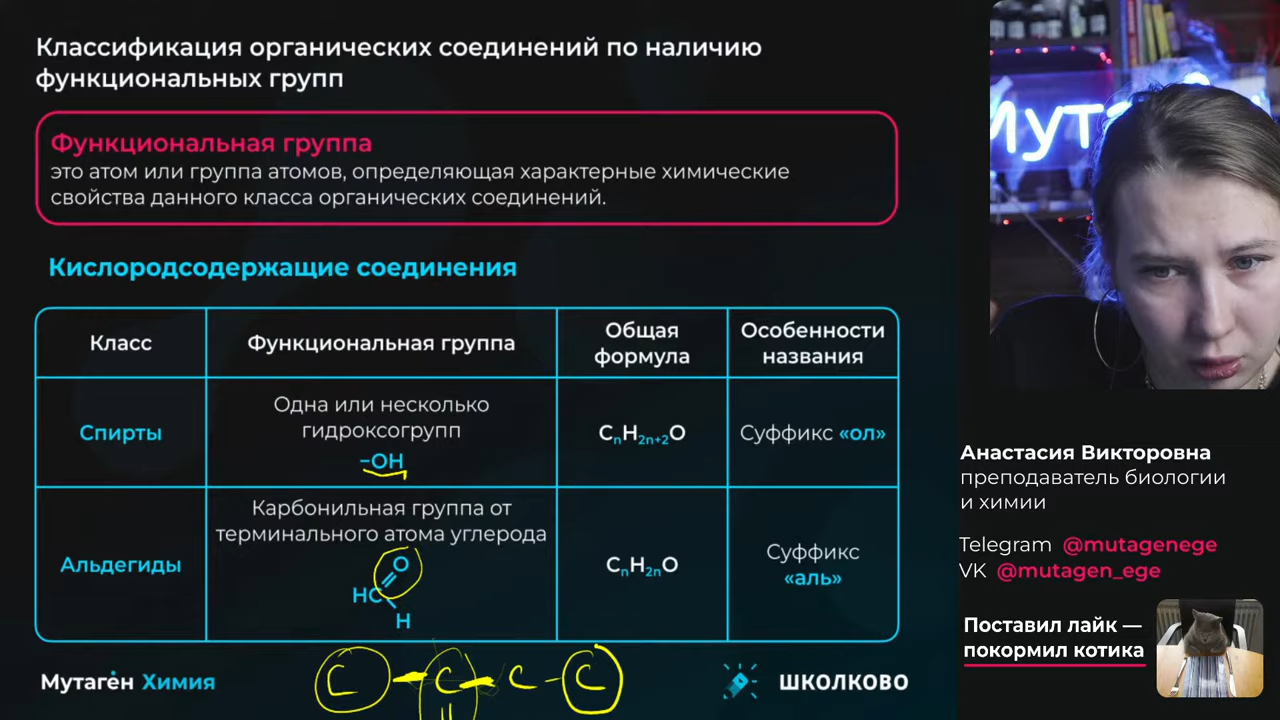 Классификация органических соединений по наличию
функциональных групп
Функциональная группа
это атом или группа атомов, определяющая характерные химические
свойства данного класса органических соединений.
Кислородсодержащие соединения
Класс
Функциональная группа
Общая
формула
Особенности
названия
Спирты
Одна или несколько
гидроксогрупп
–OH
CₙH₂ₙ₊₂O
Суффикс «ол»
Альдегиды
Карбонильная группа от
терминального атома углерода
O
HC
H
CₙH₂ₙO
Суффикс
«аль»
C – C – C – C
Мутаген Химия
ШКОЛКОВО
Анастасия Викторовна
преподаватель биологии
и химии
Telegram @mutagenege
VK @mutagen_ege
Поставил лайк —
покормил котика